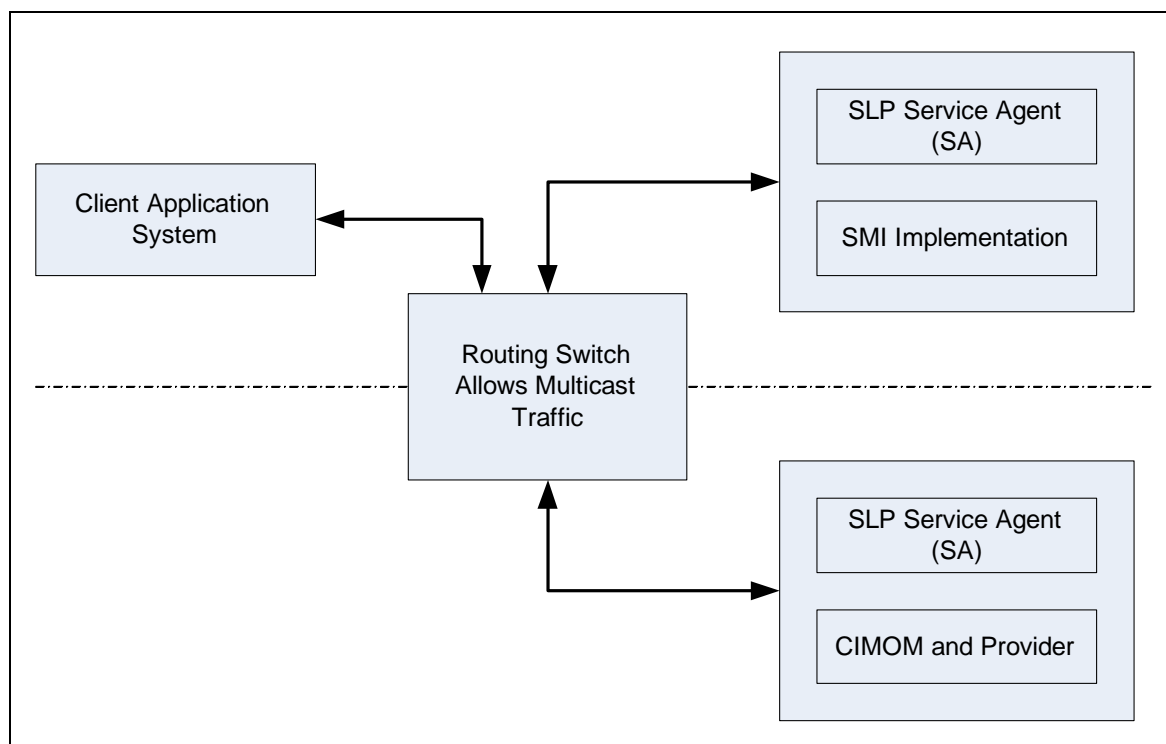 SLP Service Agent
(SA)
SMI Implementation
Client Application
System
Routing Switch
Allows Multicast
Traffic
SLP Service Agent
(SA)
CIMOM and Provider